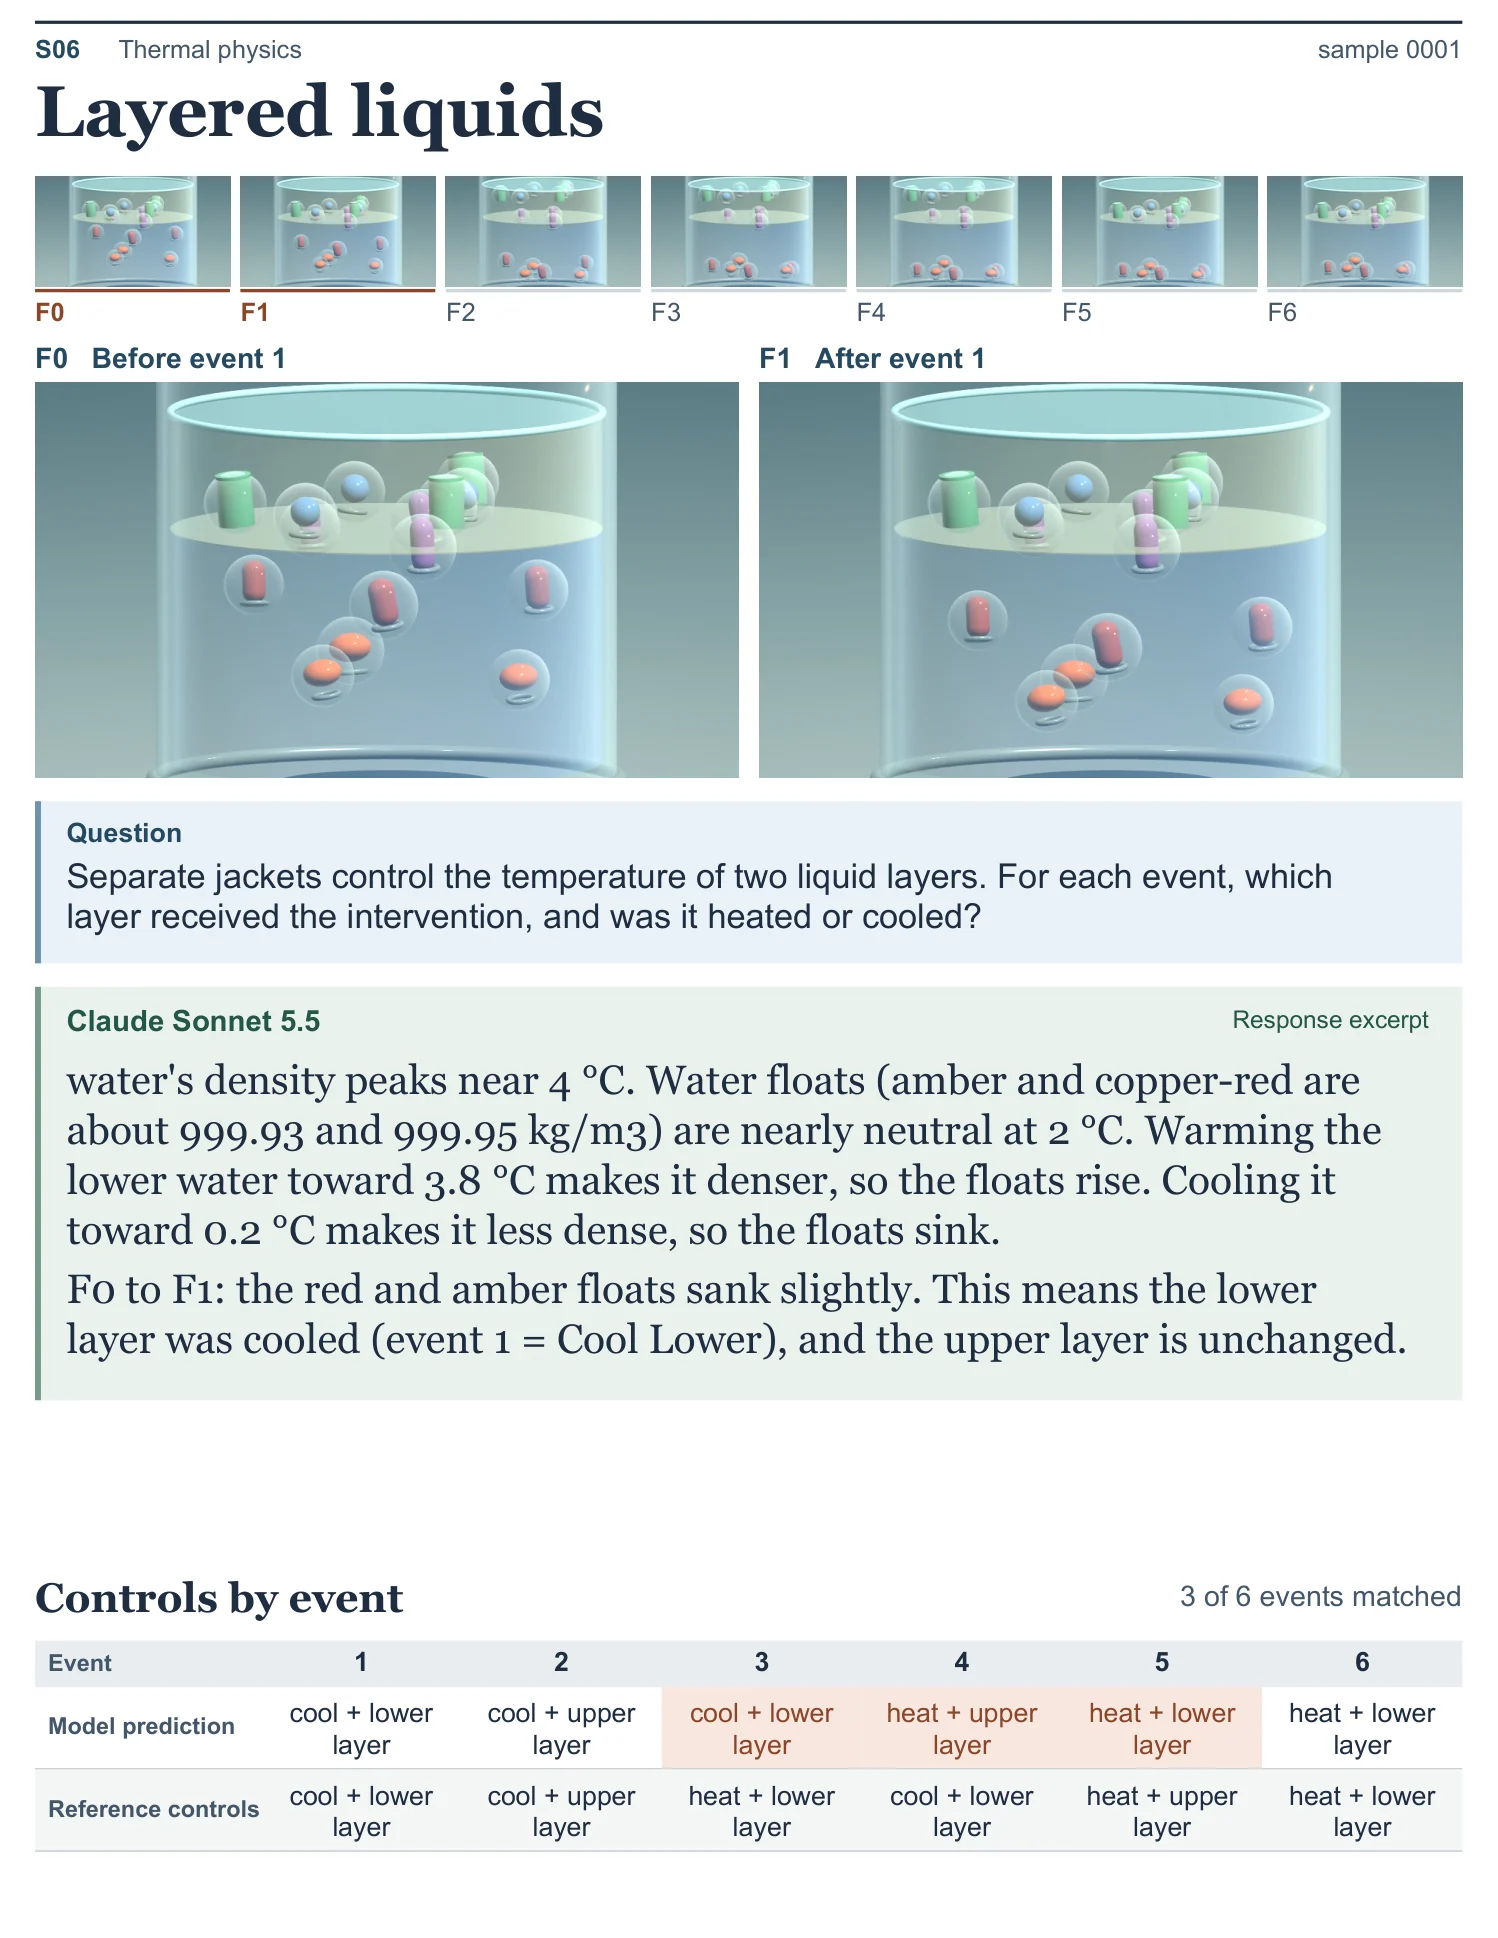 S06 Thermal physics sample 0001
Layered liquids
F0 F1 F2 F3 F4 F5 F6
F0 Before event 1 F1 After event 1
Question
Separate jackets control the temperature of two liquid layers. For each event, which
layer received the intervention, and was it heated or cooled?
Claude Sonnet 5.5 Response excerpt
water's density peaks near 4 °C. Water floats (amber and copper-red are
about 999.93 and 999.95 kg/m3) are nearly neutral at 2 °C. Warming the
lower water toward 3.8 °C makes it denser, so the floats rise. Cooling it
toward 0.2 °C makes it less dense, so the floats sink.
F0 to F1: the red and amber floats sank slightly. This means the lower
layer was cooled (event 1 = Cool Lower), and the upper layer is unchanged.
Controls by event 3 of 6 events matched
Event 1 2 3 4 5 6
Model prediction cool + lower layer cool + upper layer cool + lower layer heat + upper layer heat + lower layer heat + lower layer
Reference controls cool + lower layer cool + upper layer heat + lower layer cool + lower layer heat + upper layer heat + lower layer